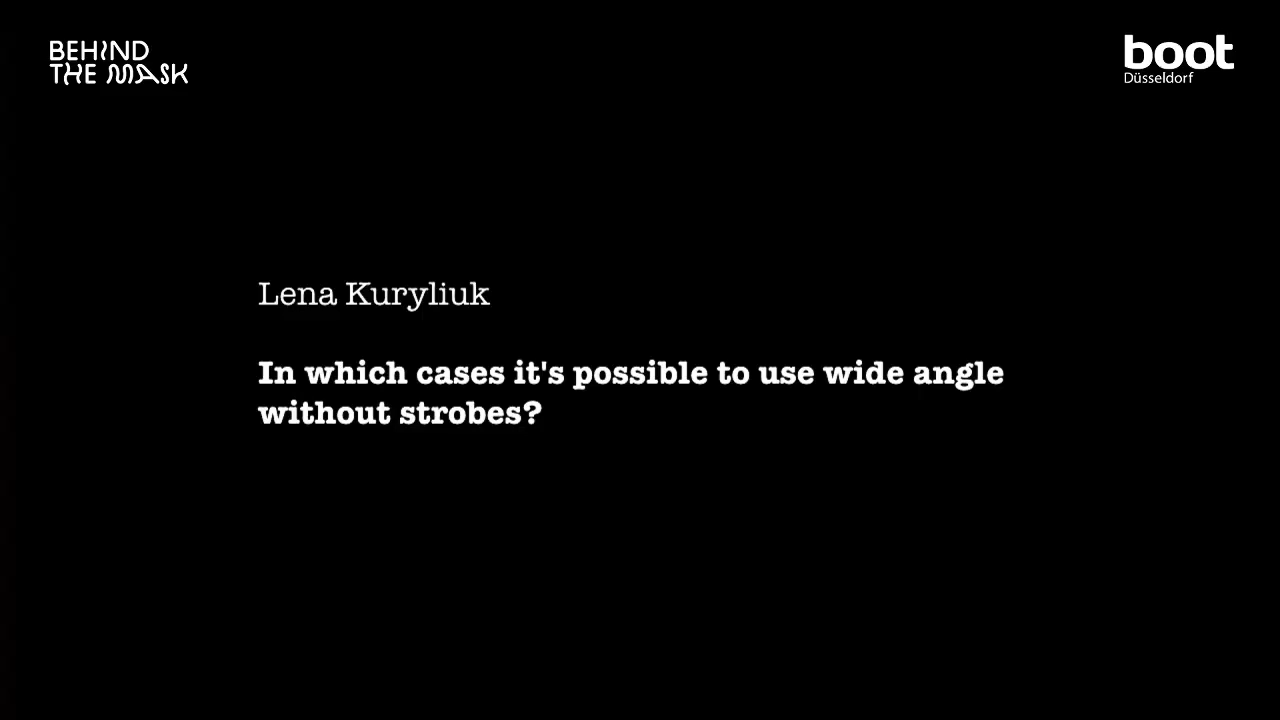 BEHIND
THE MASK
boot
Düsseldorf
Lena Kuryliuk
In which cases it's possible to use wide angle
without strobes?